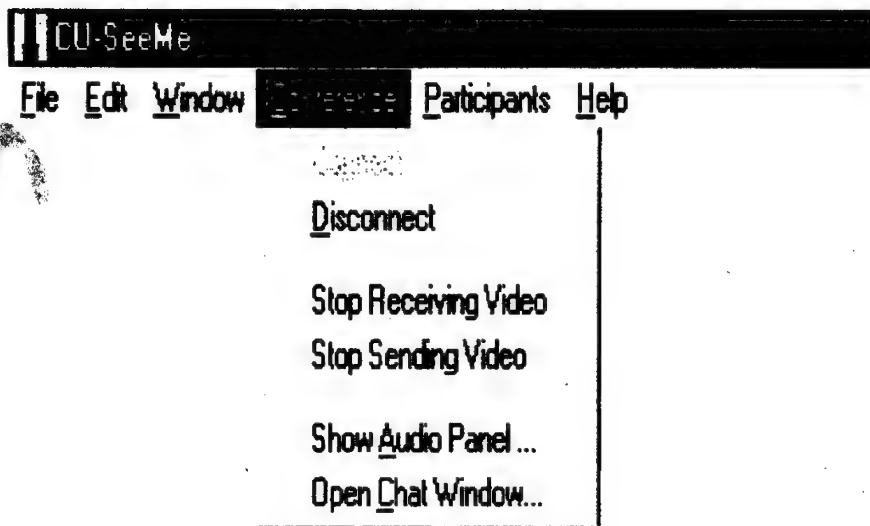 CU-SeeMe
File Edit Window Conference Participants Help
Disconnect
Stop Receiving Video
Stop Sending Video
Show Audio Panel ...
Open Chat Window...